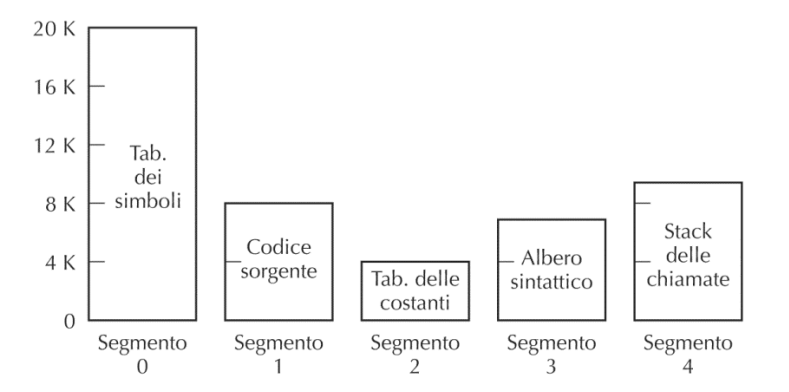 20 K
16 K
12 K
8 K
4 K
0
Tab.
dei
simboli
Codice
sorgente
Tab. delle
costanti
Albero
sintattico
Stack
delle
chiamate
Segmento
0
Segmento
1
Segmento
2
Segmento
3
Segmento
4